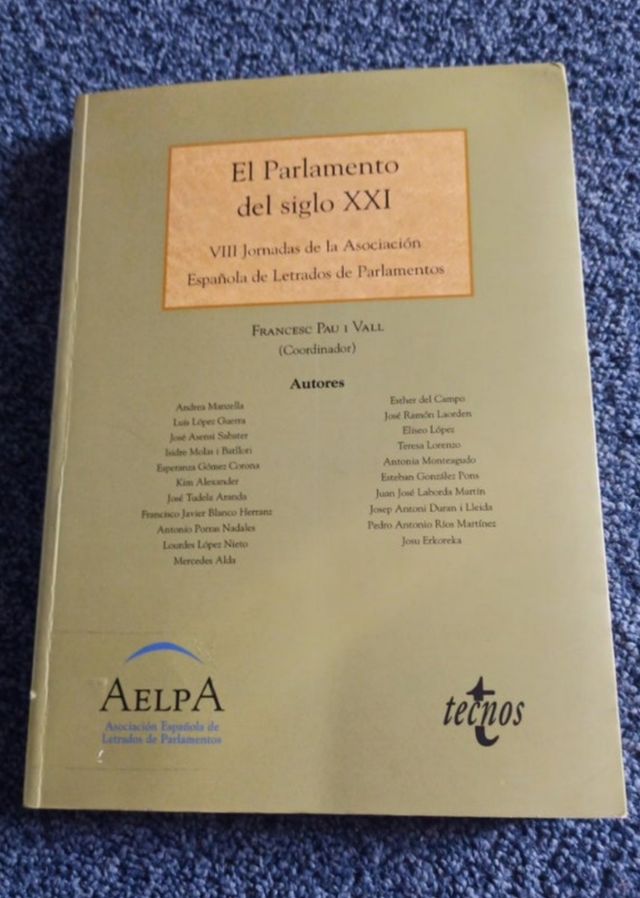 El Parlamento
del siglo XXI
VIII Jornadas de la Asociación
Española de Letrados de Parlamentos
FRANCESC PAU I VALL
(Coordinador)
Autores
Andrea Manzella
Luis López Guerra
José Asensi Sabater
Isidre Molas i Batllori
Esperanza Gómez Corona
Kim Alexander
José Tudela Aranda
Francisco Javier Blanco Herranz
Antonio Porras Nadales
Lourdes López Nieto
Mercedes Alda
Esther del Campo
José Ramón Laorden
Eliseo López
Teresa Lorenzo
Antonia Monteagudo
Esteban González Pons
Juan José Laborda Martín
Josep Antoni Duran i Lleida
Pedro Antonio Ríos Martínez
Josu Erkoreka
AELPA
Asociación Española de
Letrados de Parlamentos
tecnos